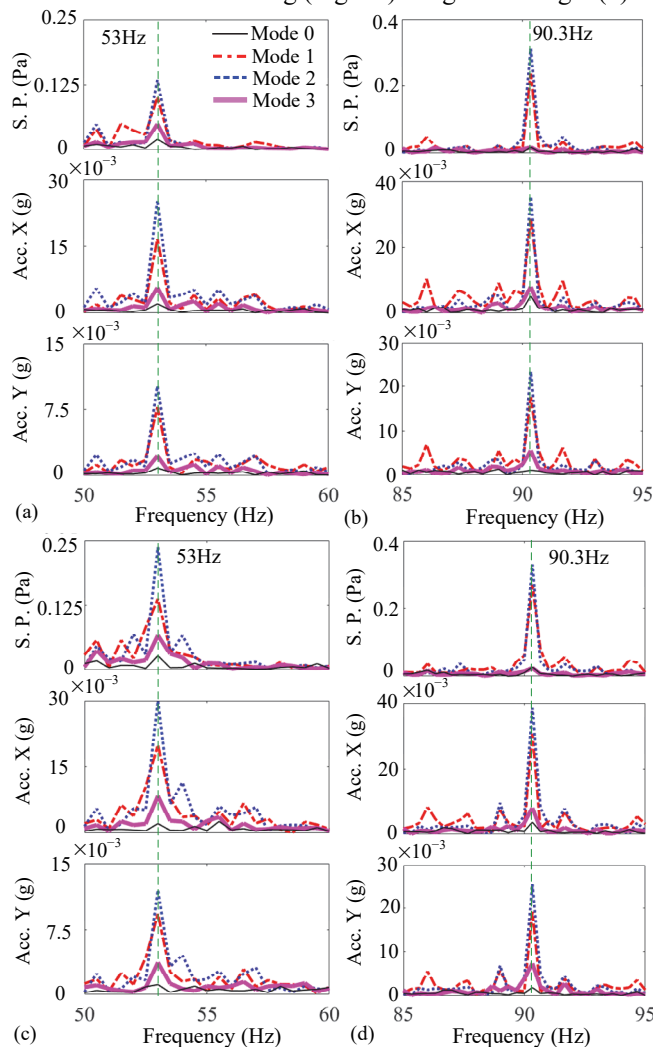 0.25
53Hz
Mode 0
Mode 1
Mode 2
Mode 3
S. P. (Pa)
0.125
0
0.4
90.3Hz
S. P. (Pa)
0.2
0
×10⁻³
30
Acc. X (g)
15
0
×10⁻³
40
Acc. X (g)
20
0
×10⁻³
15
Acc. Y (g)
7.5
0
50 55 60
(a) Frequency (Hz)
×10⁻³
30
Acc. Y (g)
20
10
0
85 90 95
(b) Frequency (Hz)
0.25
53Hz
S. P. (Pa)
0.125
0
0.4
90.3Hz
S. P. (Pa)
0.2
0
×10⁻³
30
Acc. X (g)
15
0
×10⁻³
40
Acc. X (g)
20
0
×10⁻³
15
Acc. Y (g)
7.5
0
50 55 60
(c) Frequency (Hz)
×10⁻³
30
Acc. Y (g)
20
10
0
85 90 95
(d) Frequency (Hz)